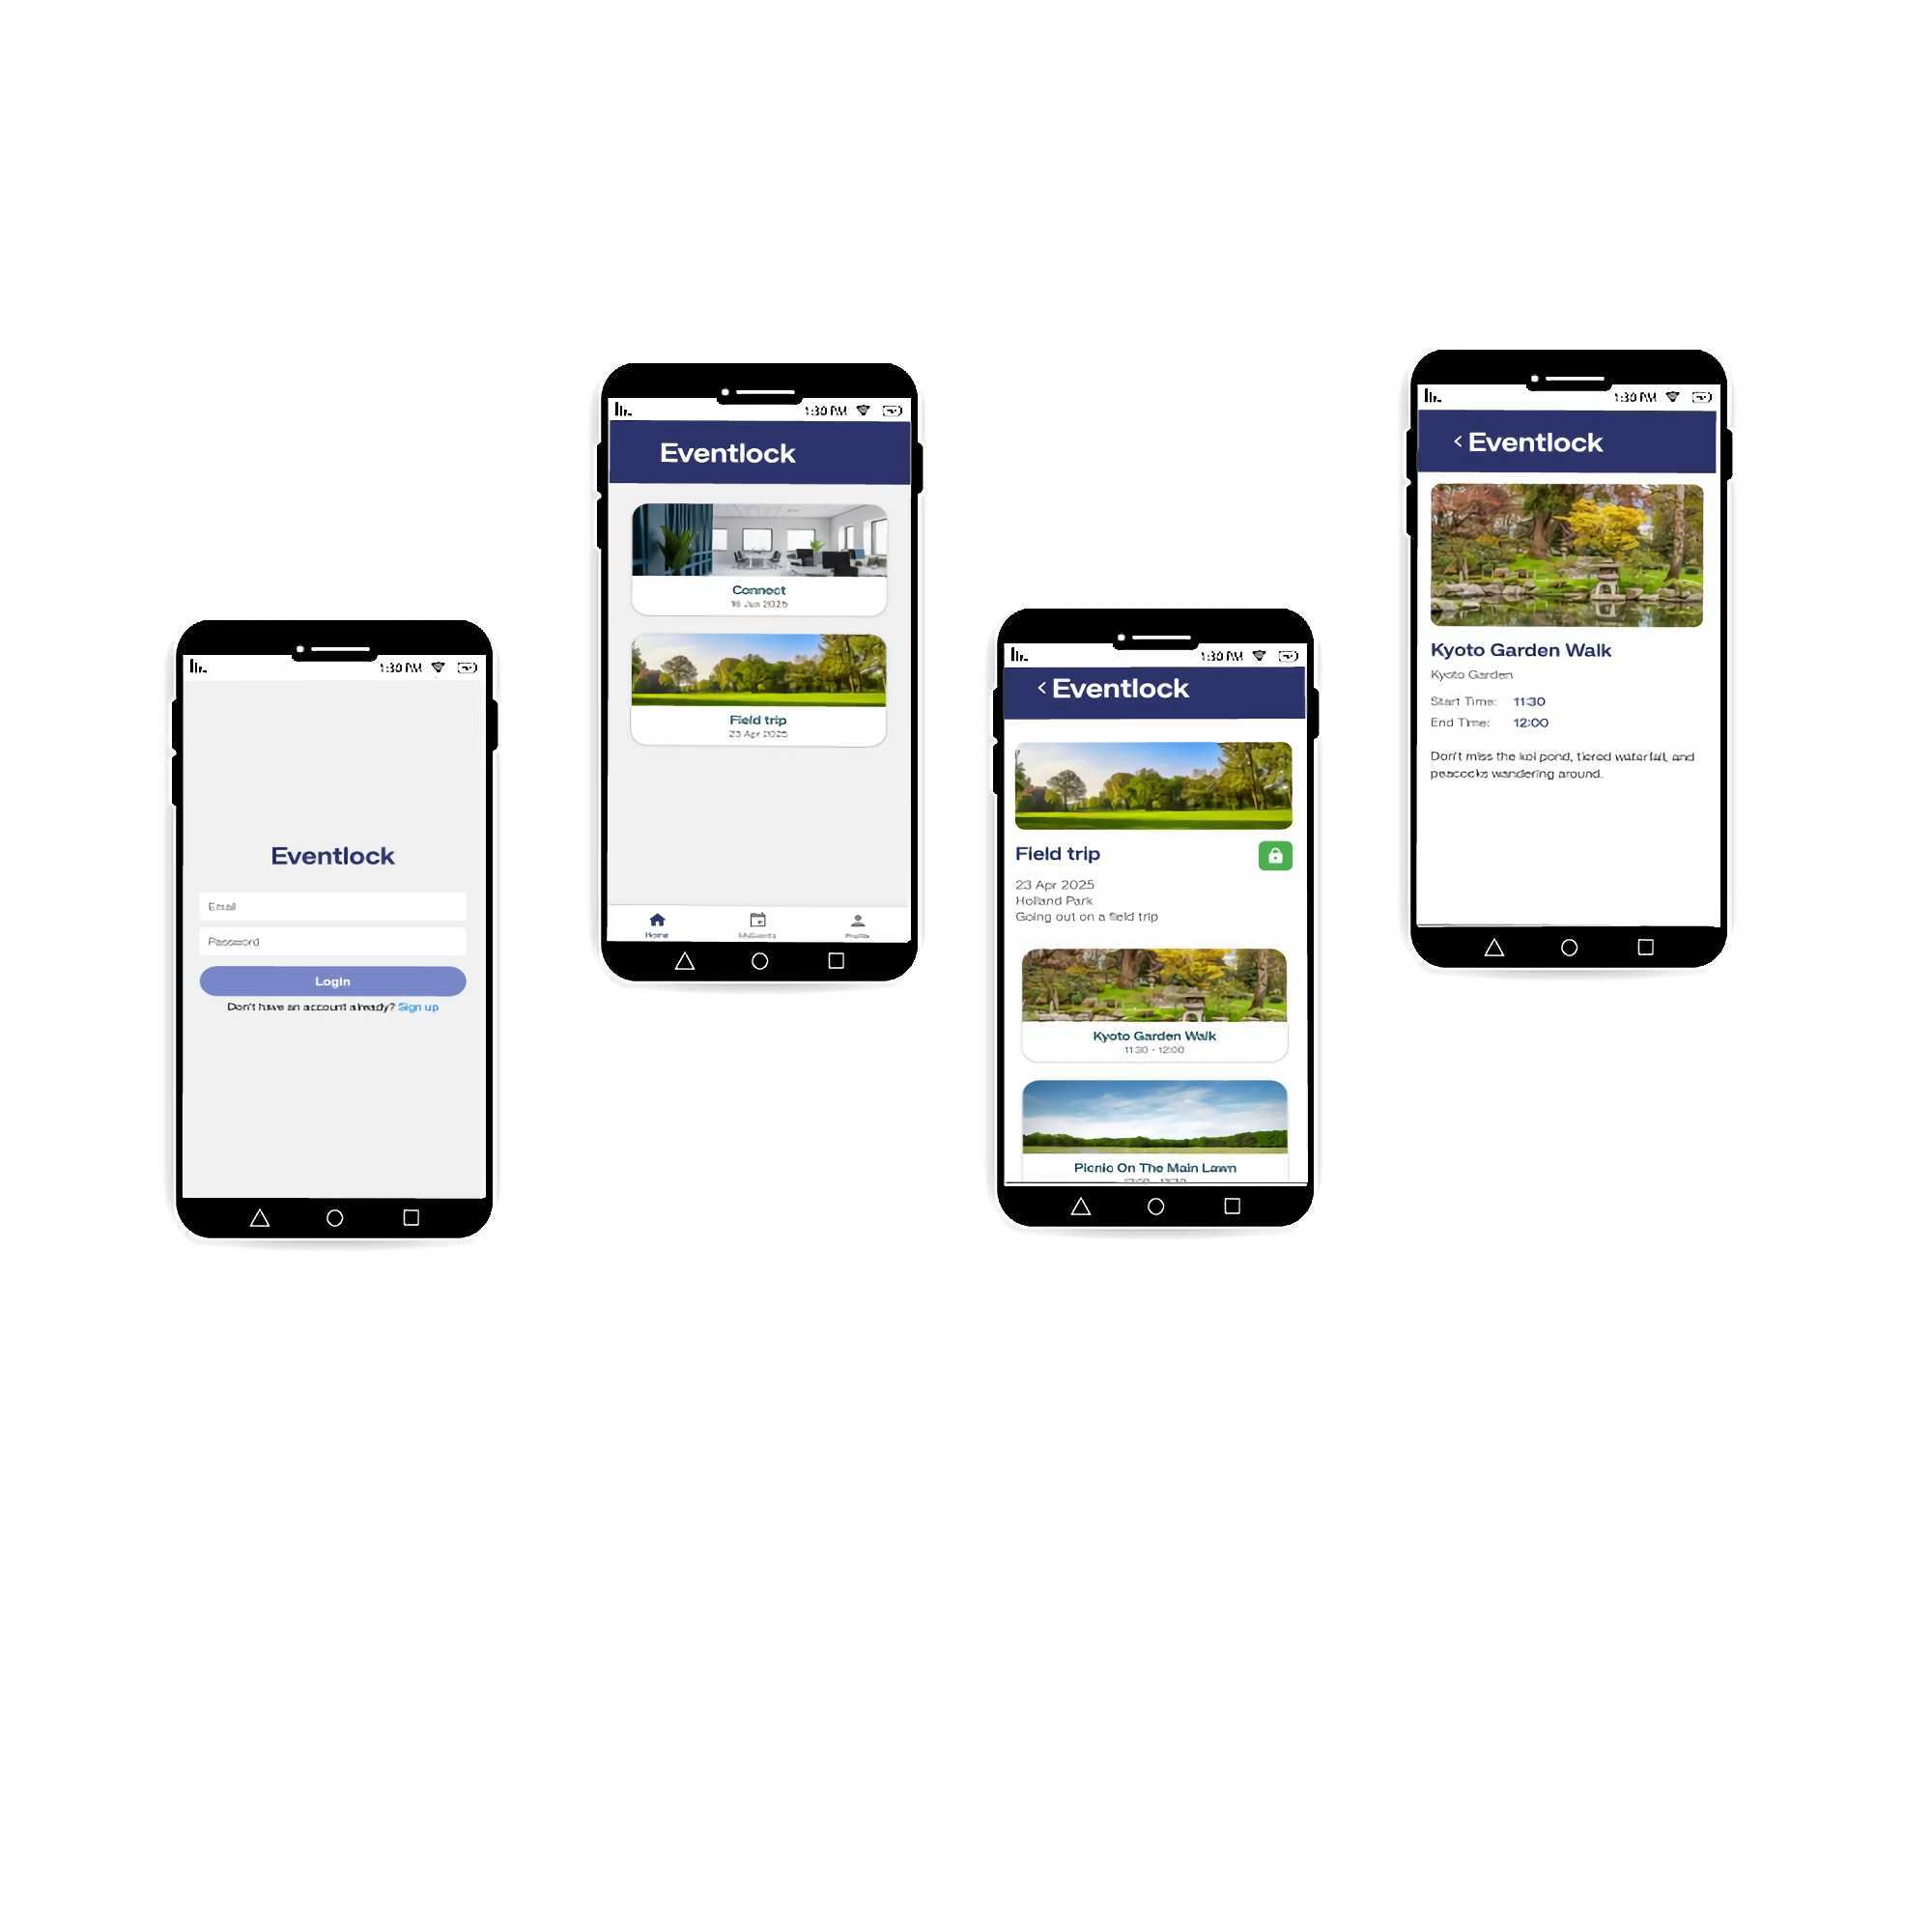 1:30 PM
Eventlock
Email
Password
Login
Don't have an account already? Sign up
1:30 PM
Eventlock
Connect
2025
Field trip
23 Apr 2025
Home
Profile
1:30 PM
< Eventlock
Field trip
23 Apr 2025
Holland Park
Going out on a field trip
Kyoto Garden Walk
11:30 - 12:00
Picnic On The Main Lawn
1:30 PM
< Eventlock
Kyoto Garden Walk
Kyoto Garden
Start Time: 11:30
End Time: 12:00
Don't miss the koi pond, tiered waterfall, and
peacocks wandering around.